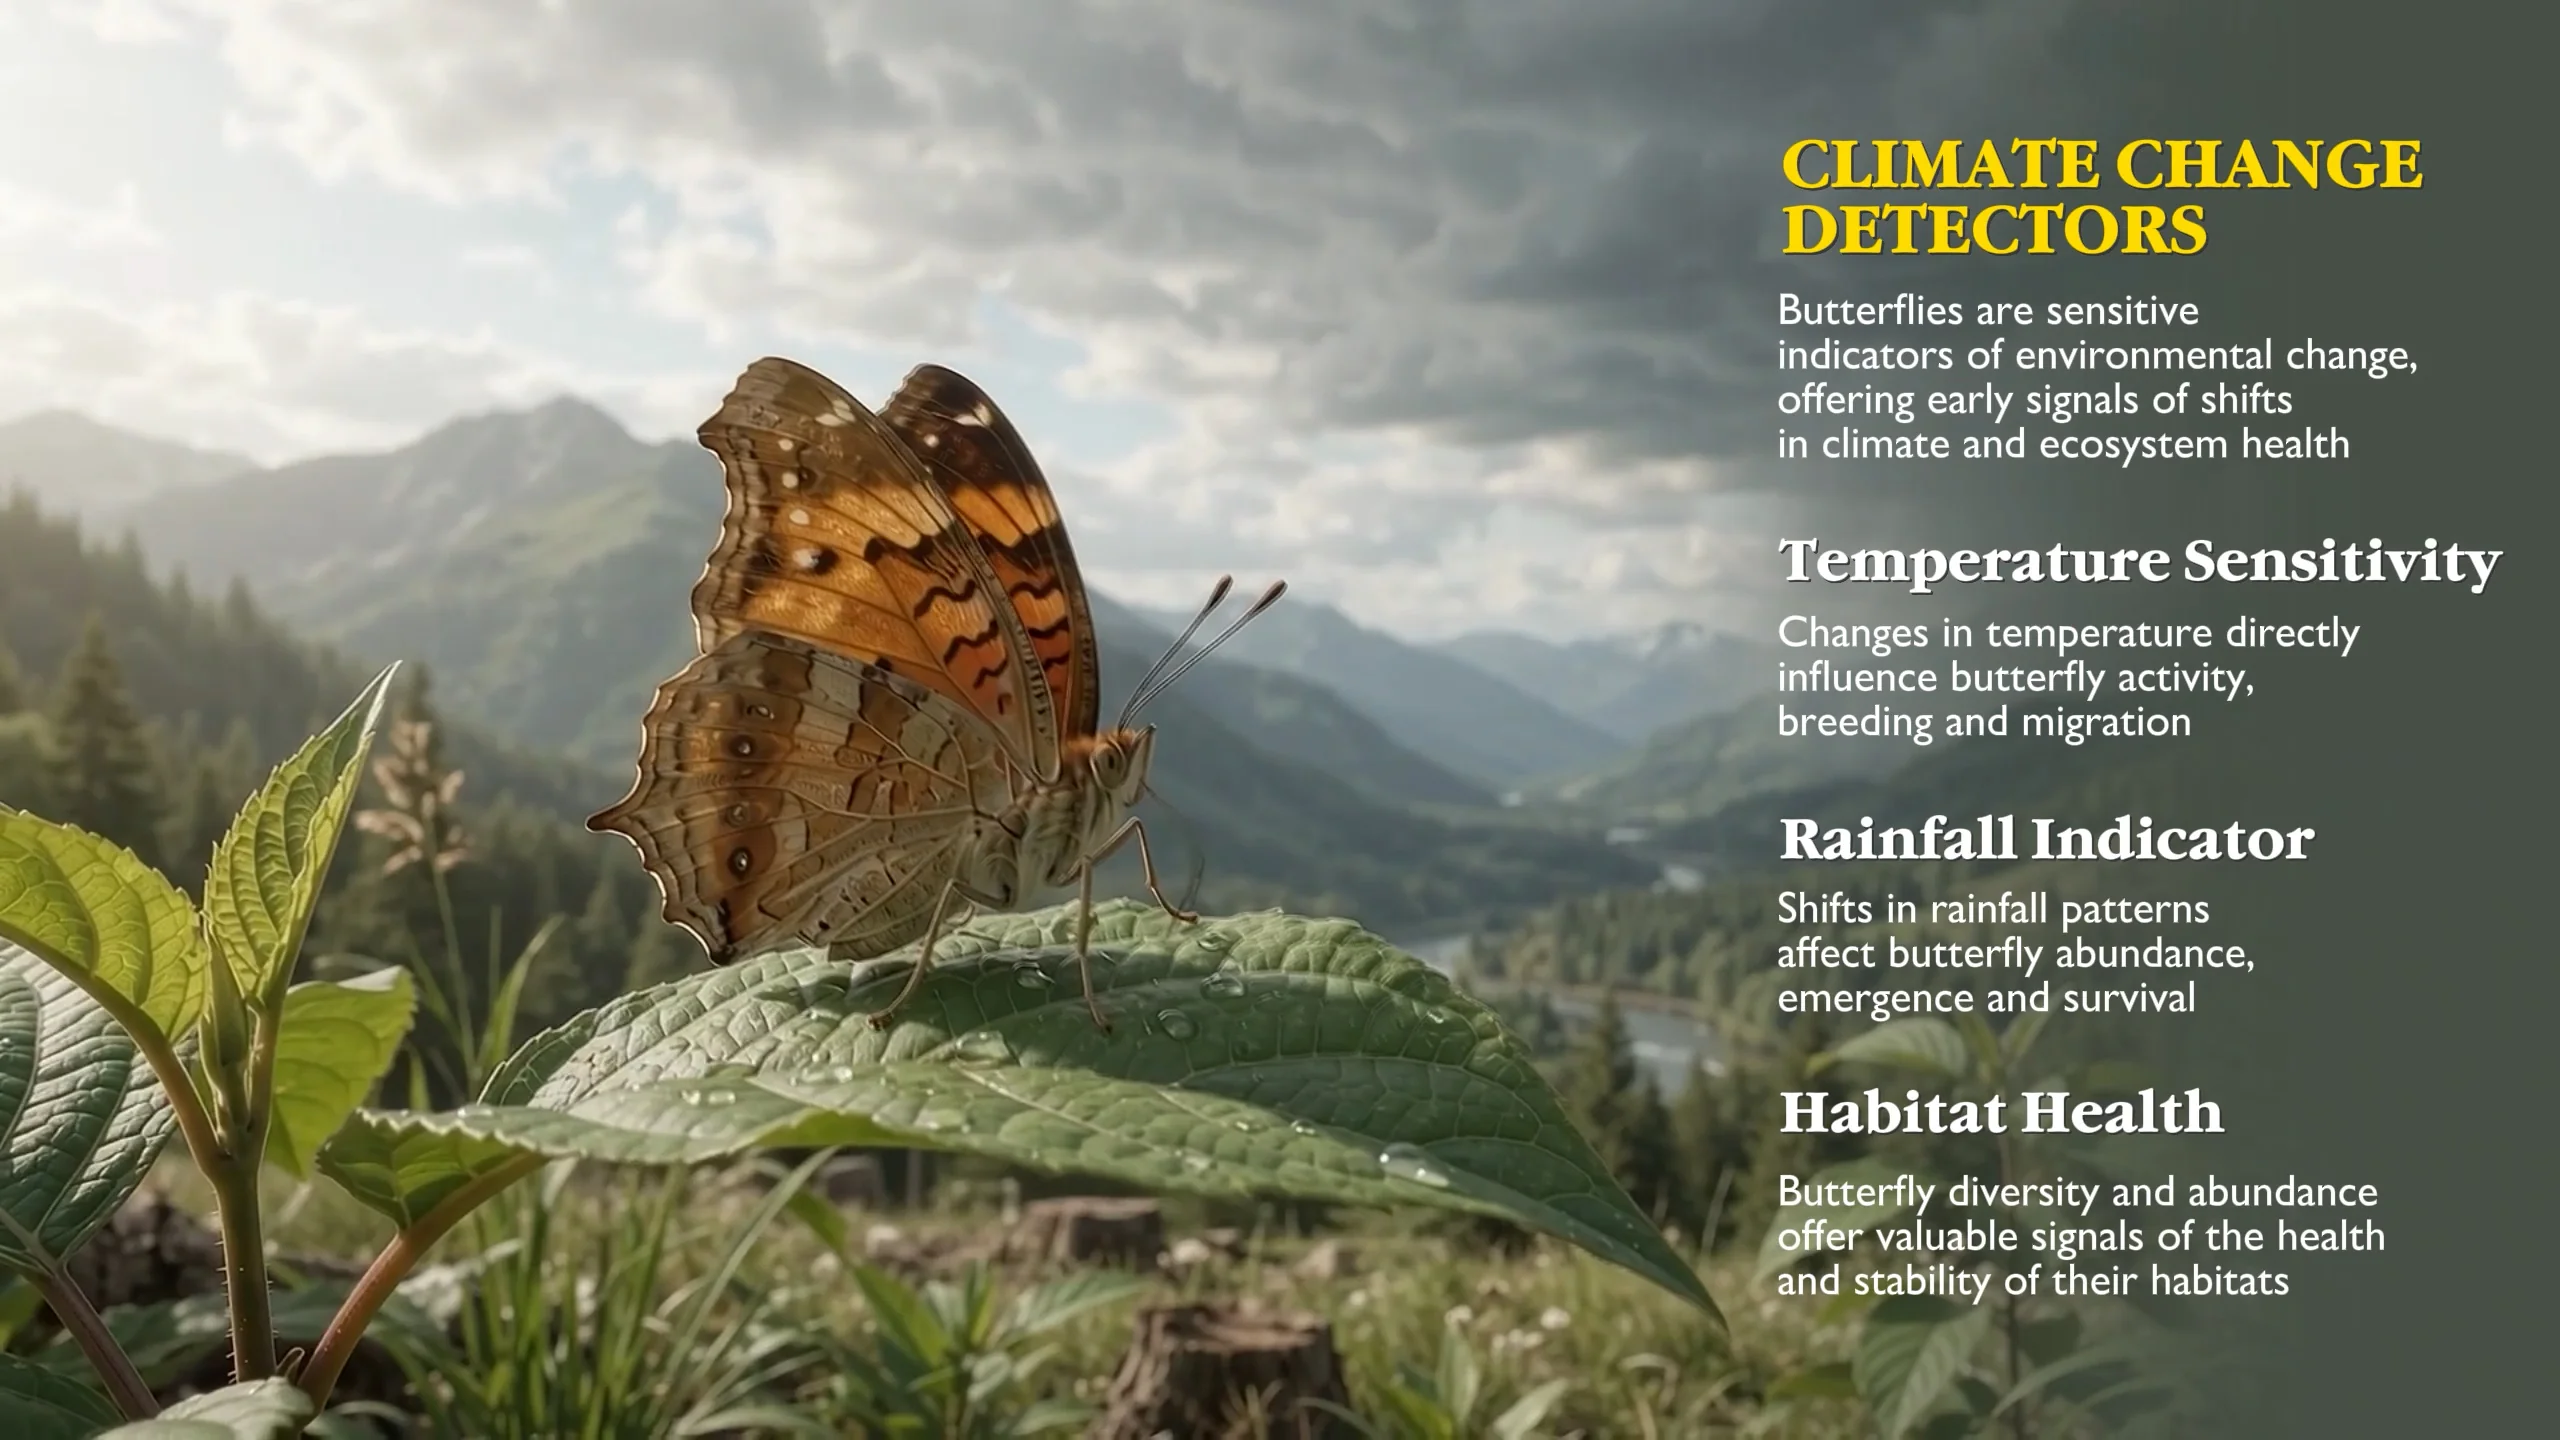 CLIMATE CHANGE
DETECTORS
Butterflies are sensitive
indicators of environmental change,
offering early signals of shifts
in climate and ecosystem health
Temperature Sensitivity
Changes in temperature directly
influence butterfly activity,
breeding and migration
Rainfall Indicator
Shifts in rainfall patterns
affect butterfly abundance,
emergence and survival
Habitat Health
Butterfly diversity and abundance
offer valuable signals of the health
and stability of their habitats